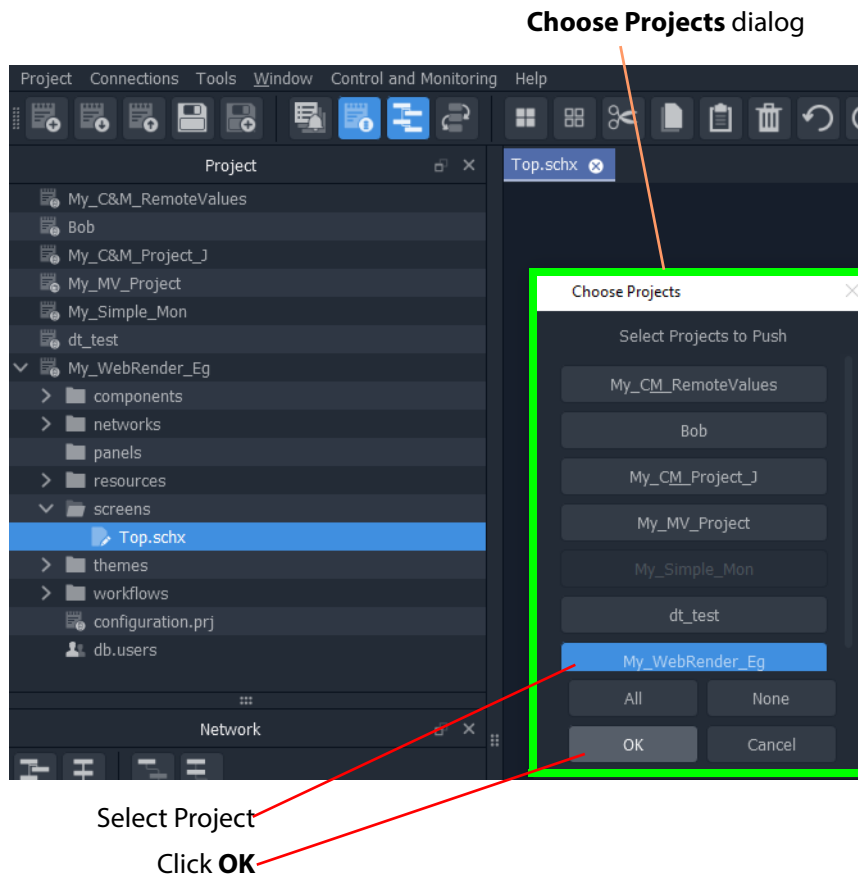 Choose Projects dialog
Project Connections Tools Window Control and Monitoring Help
Project
Top.schx
My_C&M_RemoteValues
Bob
My_C&M_Project_J
My_MV_Project
My_Simple_Mon
dt_test
My_WebRender_Eg
components
networks
panels
resources
screens
Top.schx
themes
workflows
configuration.prj
db.users
Network
Choose Projects
Select Projects to Push
My_CM_RemoteValues
Bob
My_CM_Project_J
My_MV_Project
My_Simple_Mon
dt_test
My_WebRender_Eg
All None
OK Cancel
Select Project
Click OK